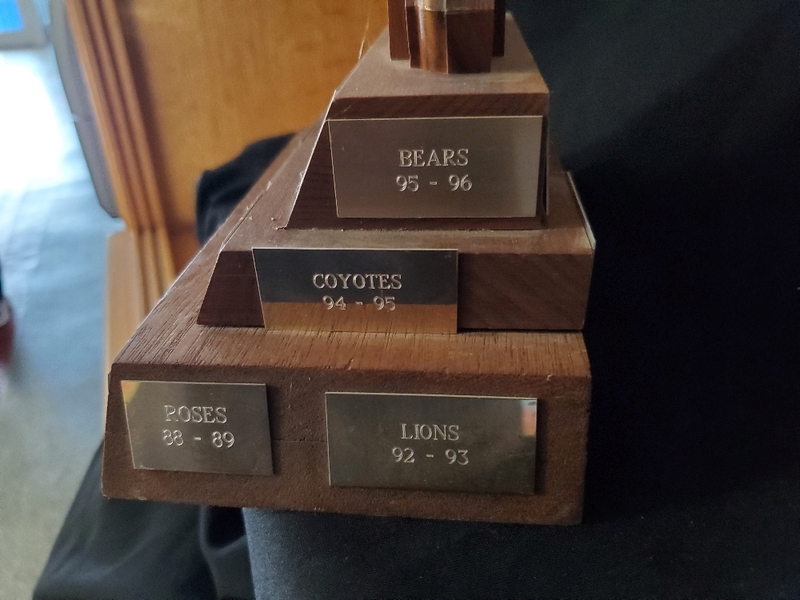 BEARS
95 - 96
COYOTES
94 - 95
ROSES
88 - 89
LIONS
92 - 93